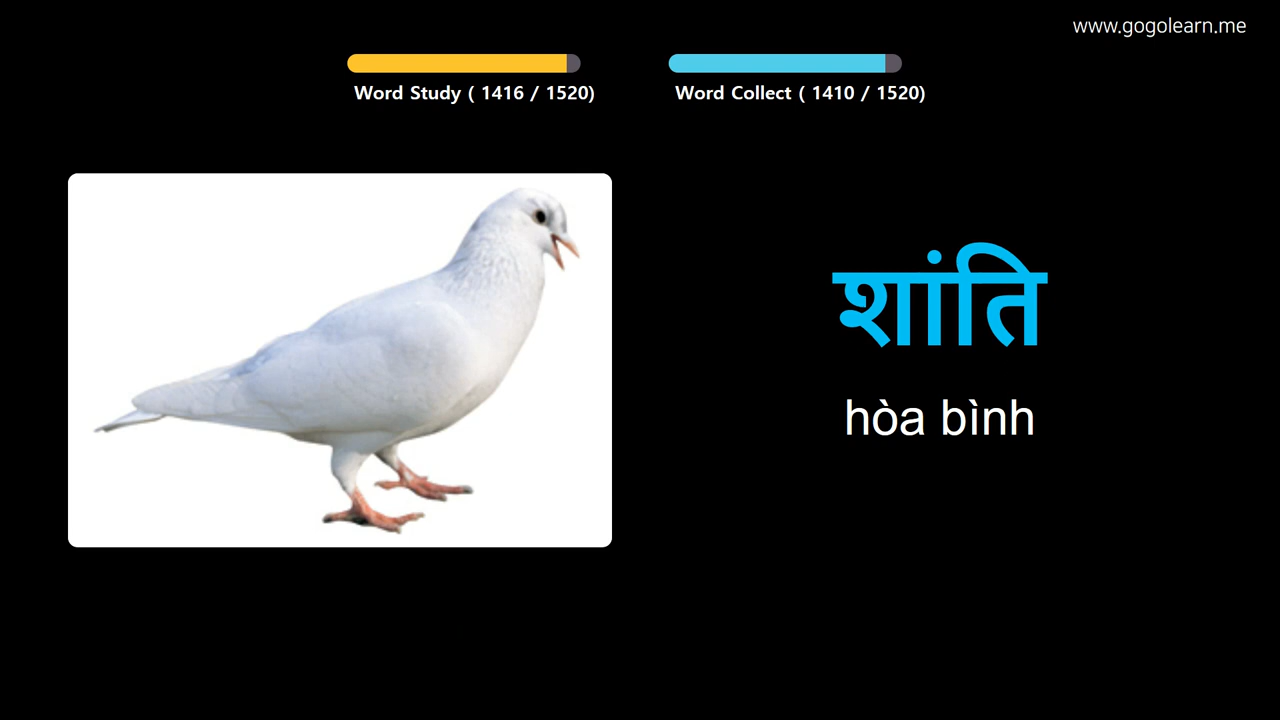 www.gogolearn.me
Word Study ( 1416 / 1520)
Word Collect ( 1410 / 1520)
शांति
hòa bình